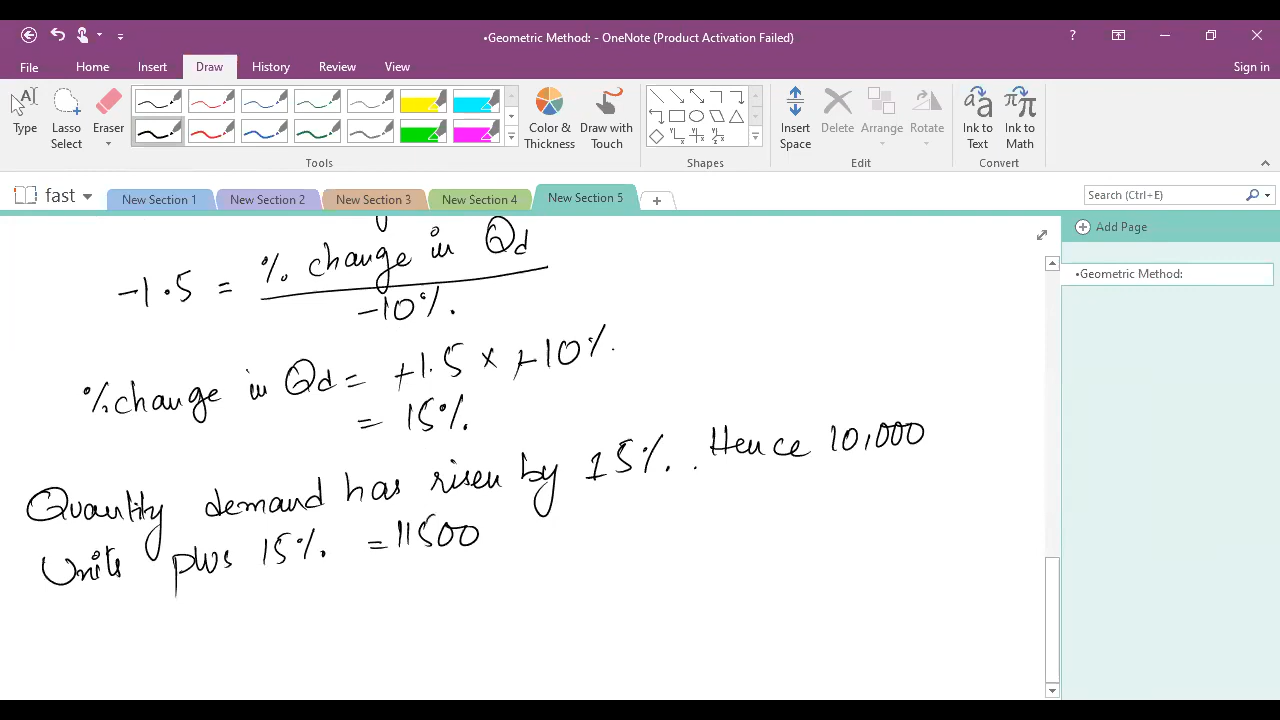 •Geometric Method: - OneNote (Product Activation Failed)
?
File Home Insert Draw History Review View
Sign in
Type
Lasso Select
Eraser
Color & Thickness
Draw with Touch
Insert Space
Delete
Arrange
Rotate
Ink to Text
Ink to Math
Tools
Shapes
Edit
Convert
fast
New Section 1
New Section 2
New Section 3
New Section 4
New Section 5
Search (Ctrl+E)
Add Page
•Geometric Method:
-1.5 = % change in Qd
-10%.
% change in Qd = +1.5 × +10%
= 15%.
Quantity demand has risen by 15%. Hence 10,000
Units plus 15% = 11500